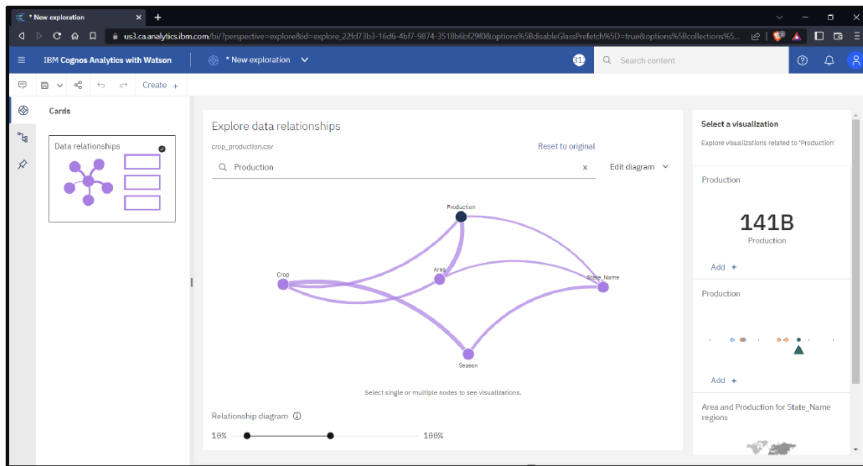 * New exploration
us3.ca.analytics.ibm.com/bi/?perspective=explore&id=explore_22fd73b3-16d6-4bf7-9874-3518b6bf29f0&options%5BdisableGlassPrefetch%5D=true&options%5Bcollections%5...
IBM Cognos Analytics with Watson
* New exploration
Search content
Create +
Cards
Data relationships
Explore data relationships
crop_production.csv
Reset to original
Production
x
Edit diagram
Production
Crop
Area
State_Name
Season
Select single or multiple nodes to see visualizations.
Relationship diagram
10%
100%
Select a visualization
Explore visualizations related to 'Production'
Production
141B
Production
Add +
Production
Add +
Area and Production for State_Name
regions